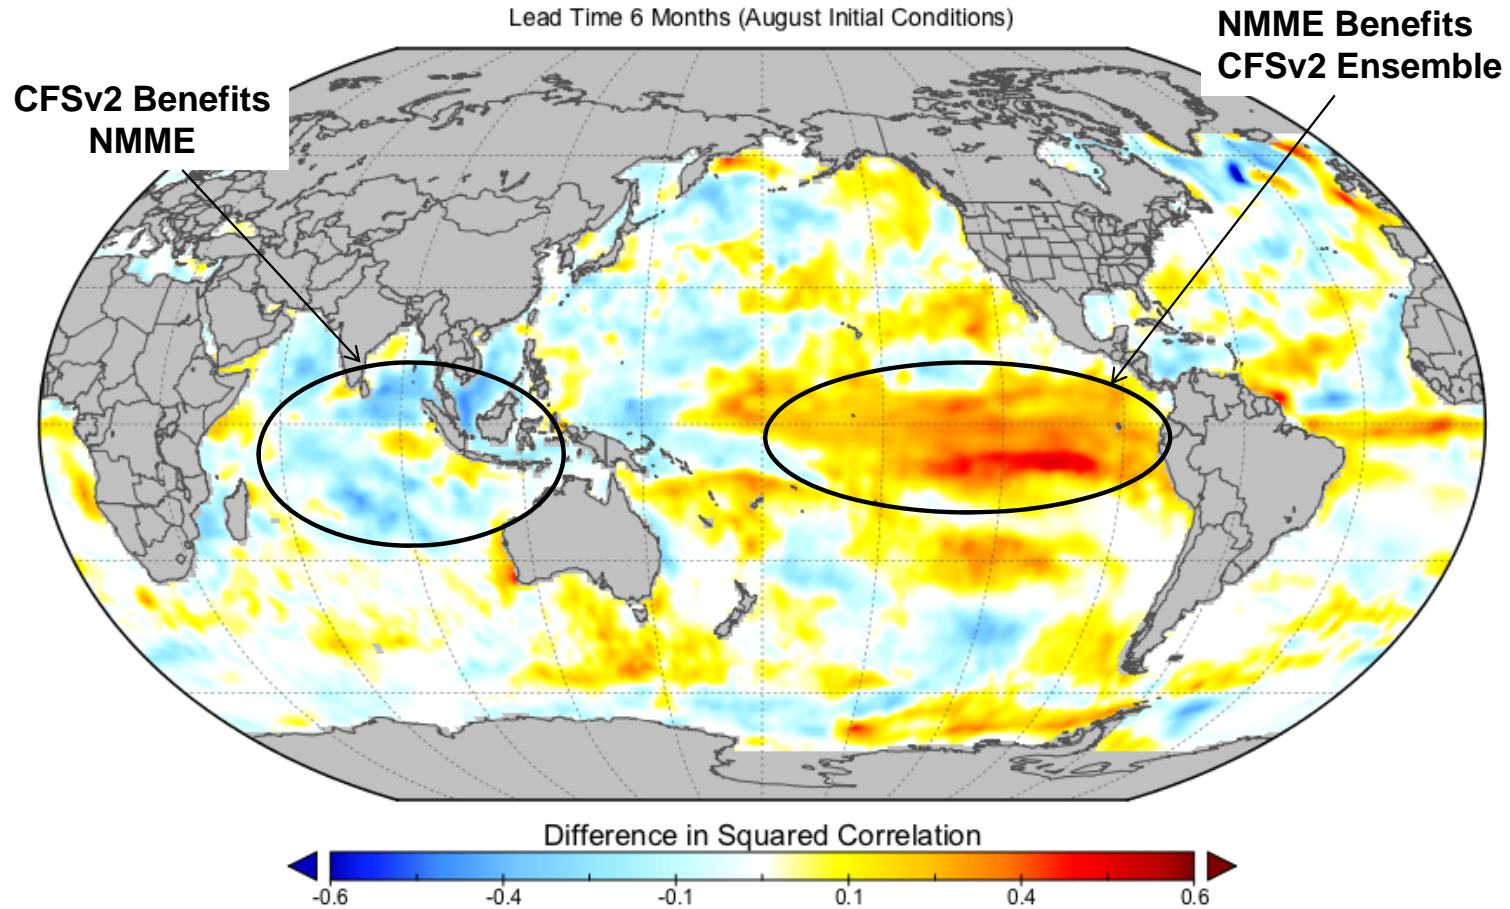 Lead Time 6 Months (August Initial Conditions)
NMME Benefits
CFSv2 Ensemble
CFSv2 Benefits
NMME
Difference in Squared Correlation
-0.6 -0.4 -0.1 0.1 0.4 0.6